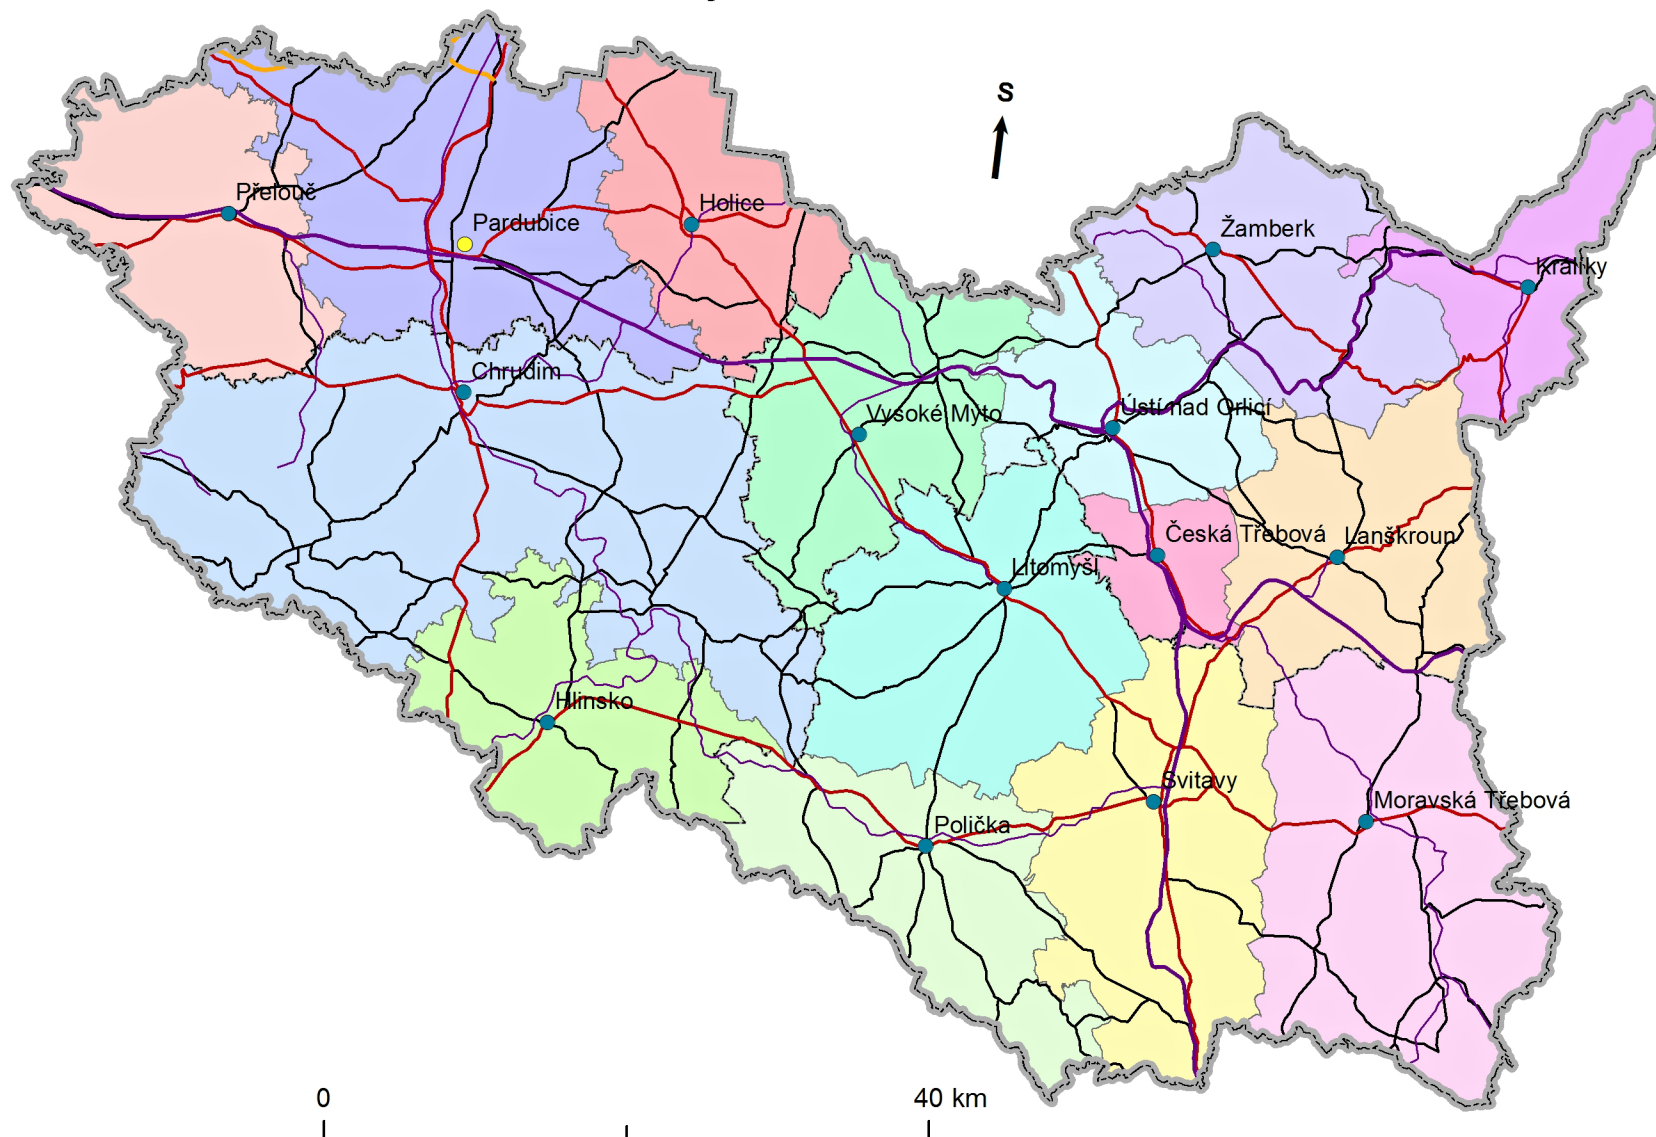 S
Přelouč
Pardubice
Holice
Žamberk
Králíky
Chrudim
Vysoké Mýto
Ústí nad Orlicí
Česká Třebová
Lanškroun
Litomyšl
Hlinsko
Svitavy
Moravská Třebová
Polička
0
40 km